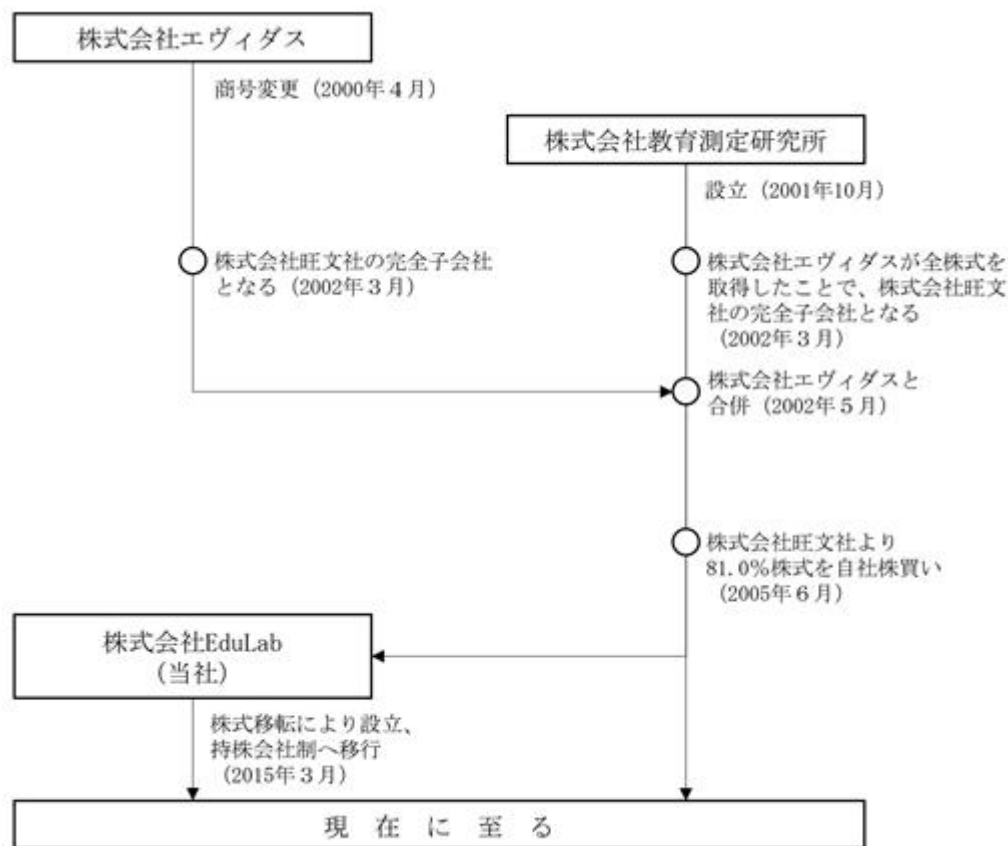 株式会社エヴィダス
商号変更（2000年４月）
株式会社教育測定研究所
設立（2001年10月）
株式会社旺文社の完全子会社
となる（2002年３月）
株式会社エヴィダスが全株式を
取得したことで、株式会社旺文
社の完全子会社となる
（2002年３月）
株式会社エヴィダスと
合併（2002年５月）
株式会社旺文社より
81.0％株式を自社株買い
（2005年６月）
株式会社EduLab
（当社）
株式移転により設立、
持株会社制へ移行
（2015年３月）
現　在　に　至　る